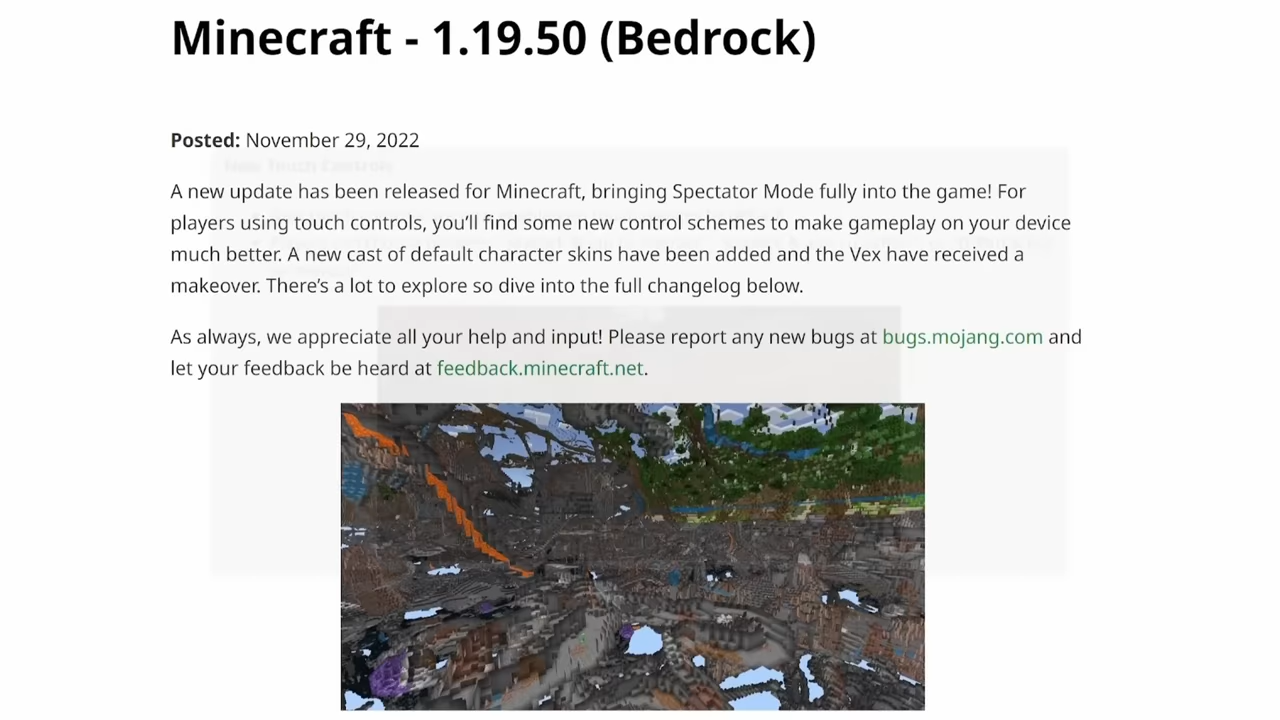 Minecraft - 1.19.50 (Bedrock)
Posted: November 29, 2022
New Touch Controls
A new update has been released for Minecraft, bringing Spectator Mode fully into the game! For
players using touch controls, you’ll find some new control schemes to make gameplay on your device
much better. A new cast of default character skins have been added and the Vex have received a
makeover. There’s a lot to explore so dive into the full changelog below.
As always, we appreciate all your help and input! Please report any new bugs at bugs.mojang.com and
let your feedback be heard at feedback.minecraft.net.